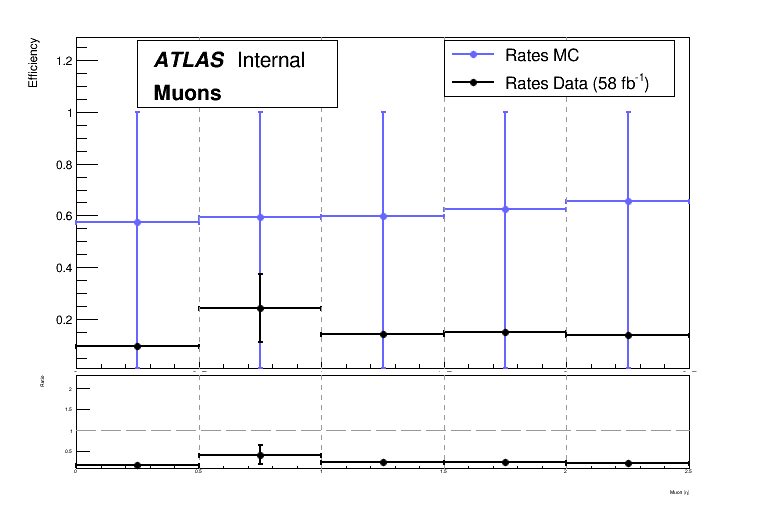 Efficiency
ATLAS Internal
Muons
Rates MC
Rates Data (58 fb⁻¹)
1.2
1
0.8
0.6
0.4
0.2
Rate
2
1.5
1
0.5
0 0.5 1 1.5 2 2.5
Muon |η|